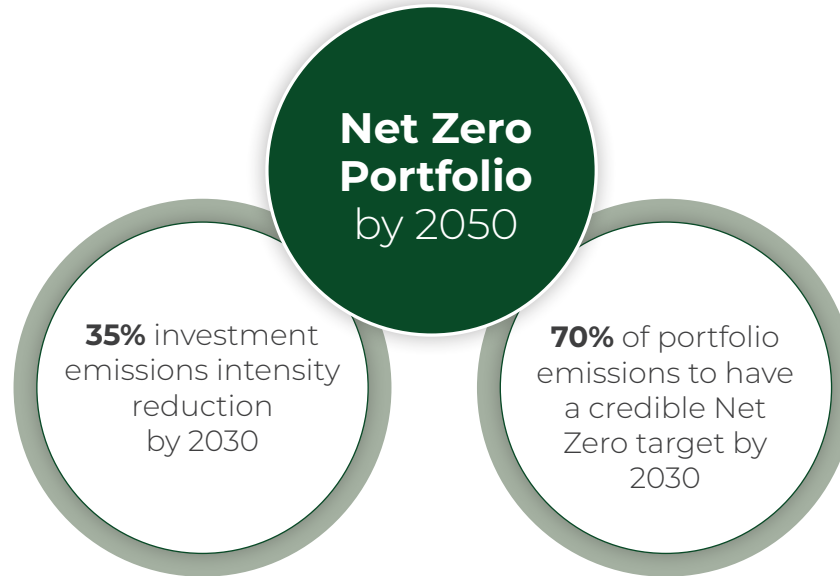 Net Zero
Portfolio
by 2050
35% investment
emissions intensity
reduction
by 2030
70% of portfolio
emissions to have
a credible Net
Zero target by
2030